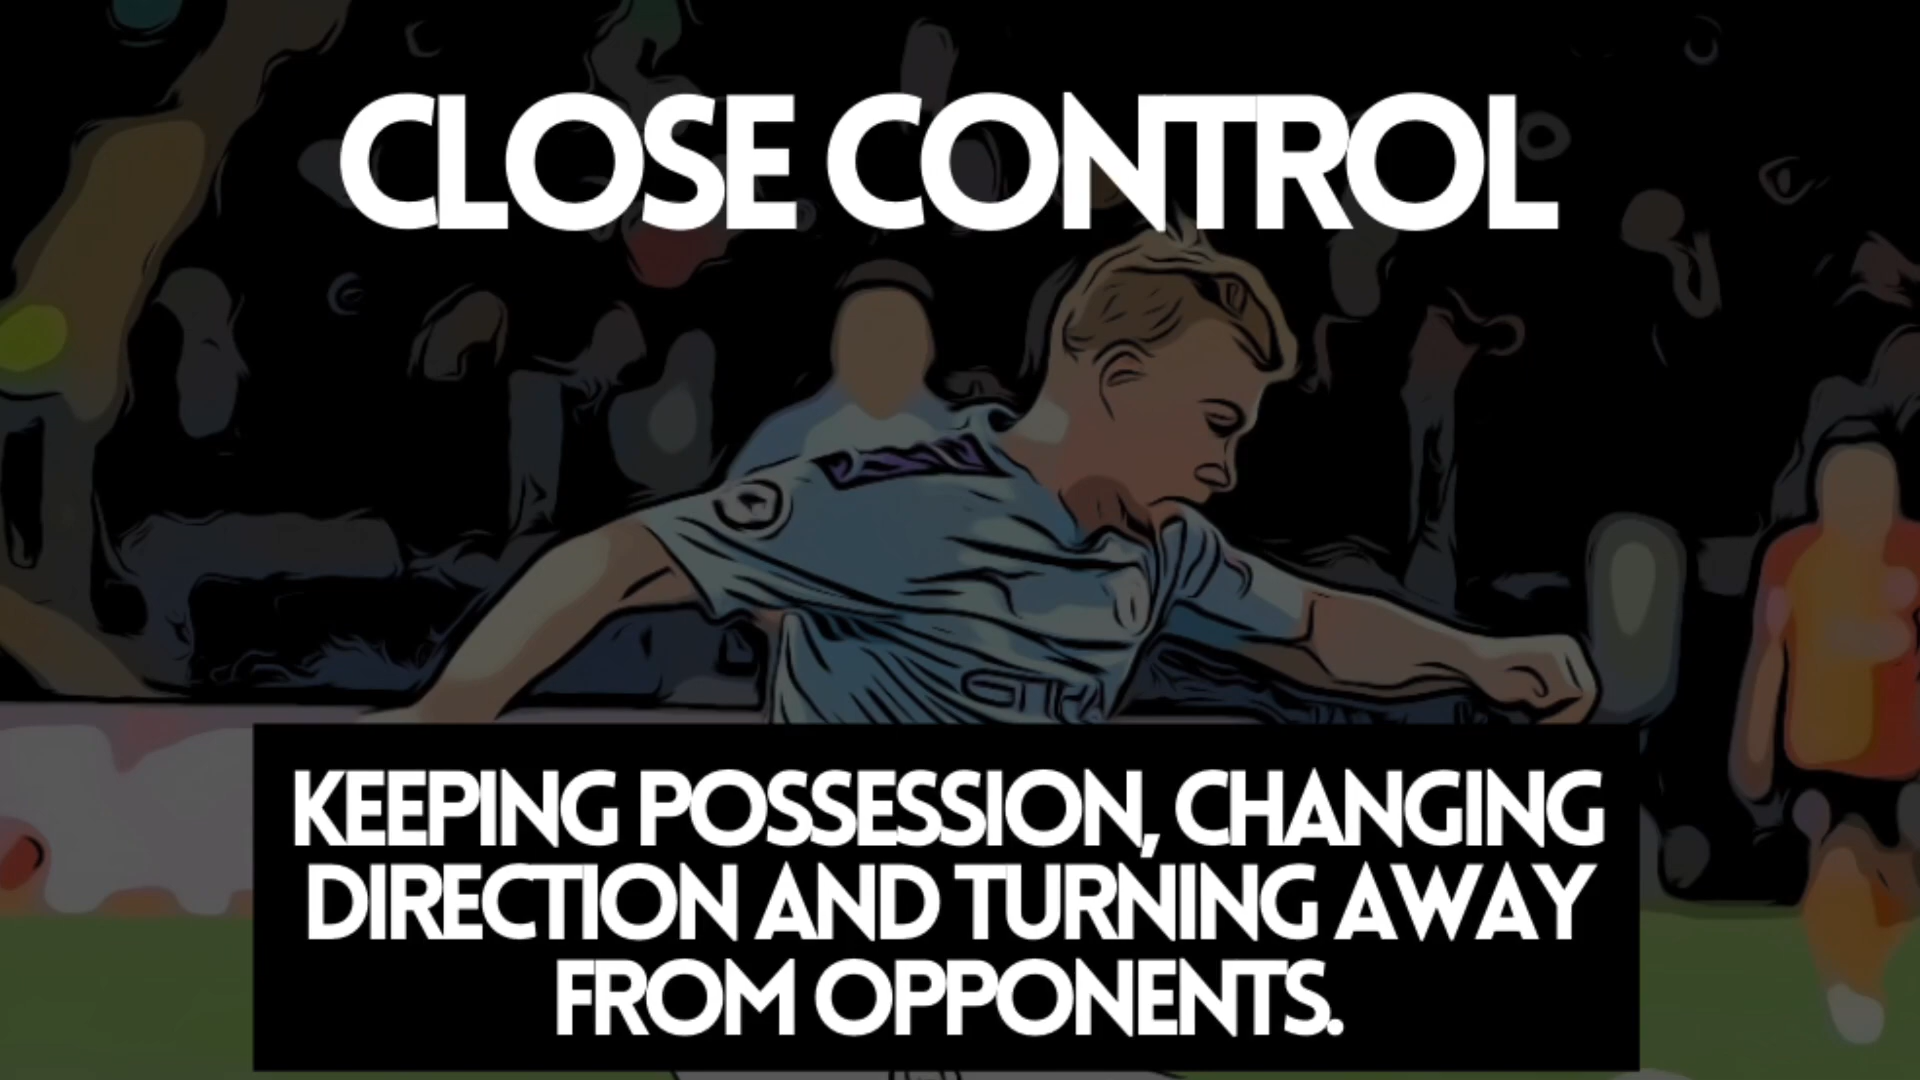 CLOSE CONTROL
KEEPING POSSESSION, CHANGING
DIRECTION AND TURNING AWAY
FROM OPPONENTS.